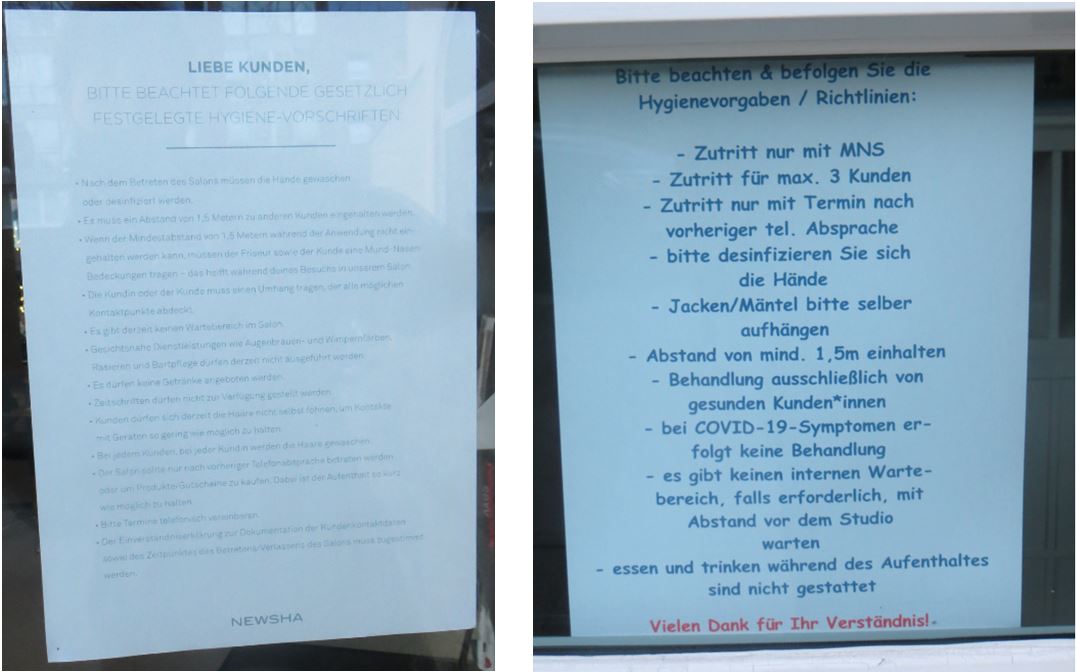 LIEBE KUNDEN,
BITTE BEACHTET FOLGENDE GESETZLICH
FESTGELEGTE HYGIENE-VORSCHRIFTEN:
• Nach dem Betreten des Salons müssen die Hände gewaschen
oder desinfiziert werden.
• Es muss ein Abstand von 1,5 Metern zu anderen Kunden eingehalten werden.
• Wenn der Mindestabstand von 1,5 Metern während der Anwendung nicht ein-
gehalten werden kann, müssen der Friseur sowie der Kunde eine Mund-Nasen-
Bedeckungen tragen – das heißt während deines Besuchs in unserem Salon.
• Die Kundin oder der Kunde muss einen Umhang tragen, der alle möglichen
Kontaktpunkte abdeckt.
• Es gibt derzeit keinen Wartebereich im Salon.
• Gesichtsnahe Dienstleistungen wie Augenbrauen- und Wimpernfärben,
Rasieren und Bartpflege dürfen derzeit nicht ausgeführt werden.
• Es dürfen keine Getränke angeboten werden.
• Zeitschriften dürfen nicht zur Verfügung gestellt werden.
• Kunden dürfen sich derzeit die Haare nicht selbst föhnen, um Kontakte
mit Geräten so gering wie möglich zu halten.
• Bei jedem Kunden, bei jeder Kundin werden die Haare gewaschen.
• Der Salon sollte nur nach vorheriger Telefonabsprache betreten werden
oder um Produkte/Gutscheine zu kaufen. Dabei ist der Aufenthalt so kurz
wie möglich zu halten.
• Bitte Termine telefonisch vereinbaren.
• Der Einverständniserklärung zur Dokumentation der Kundenkontaktdaten
sowei des Zeitpunktes des Betretens/Verlassens des Salons muss zugestimmt
werden.
NEWSHA
Bitte beachten & befolgen Sie die
Hygienevorgaben / Richtlinien:
- Zutritt nur mit MNS
- Zutritt für max. 3 Kunden
- Zutritt nur mit Termin nach
vorheriger tel. Absprache
- bitte desinfizieren Sie sich
die Hände
- Jacken/Mäntel bitte selber
aufhängen
- Abstand von mind. 1,5m einhalten
- Behandlung ausschließlich von
gesunden Kunden*innen
- bei COVID-19-Symptomen er-
folgt keine Behandlung
- es gibt keinen internen Warte-
bereich, falls erforderlich, mit
Abstand vor dem Studio
warten
- essen und trinken während des Aufenthaltes
sind nicht gestattet
Vielen Dank für Ihr Verständnis!